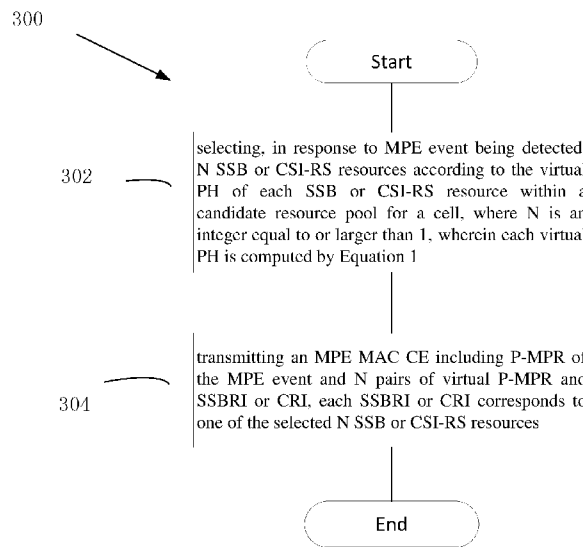 300
Start
302
selecting, in response to MPE event being detected,
N SSB or CSI-RS resources according to the virtual
PH of each SSB or CSI-RS resource within a
candidate resource pool for a cell, where N is an
integer equal to or larger than 1, wherein each virtual
PH is computed by Equation 1
304
transmitting an MPE MAC CE including P-MPR of
the MPE event and N pairs of virtual P-MPR and
SSBRI or CRI, each SSBRI or CRI corresponds to
one of the selected N SSB or CSI-RS resources
End